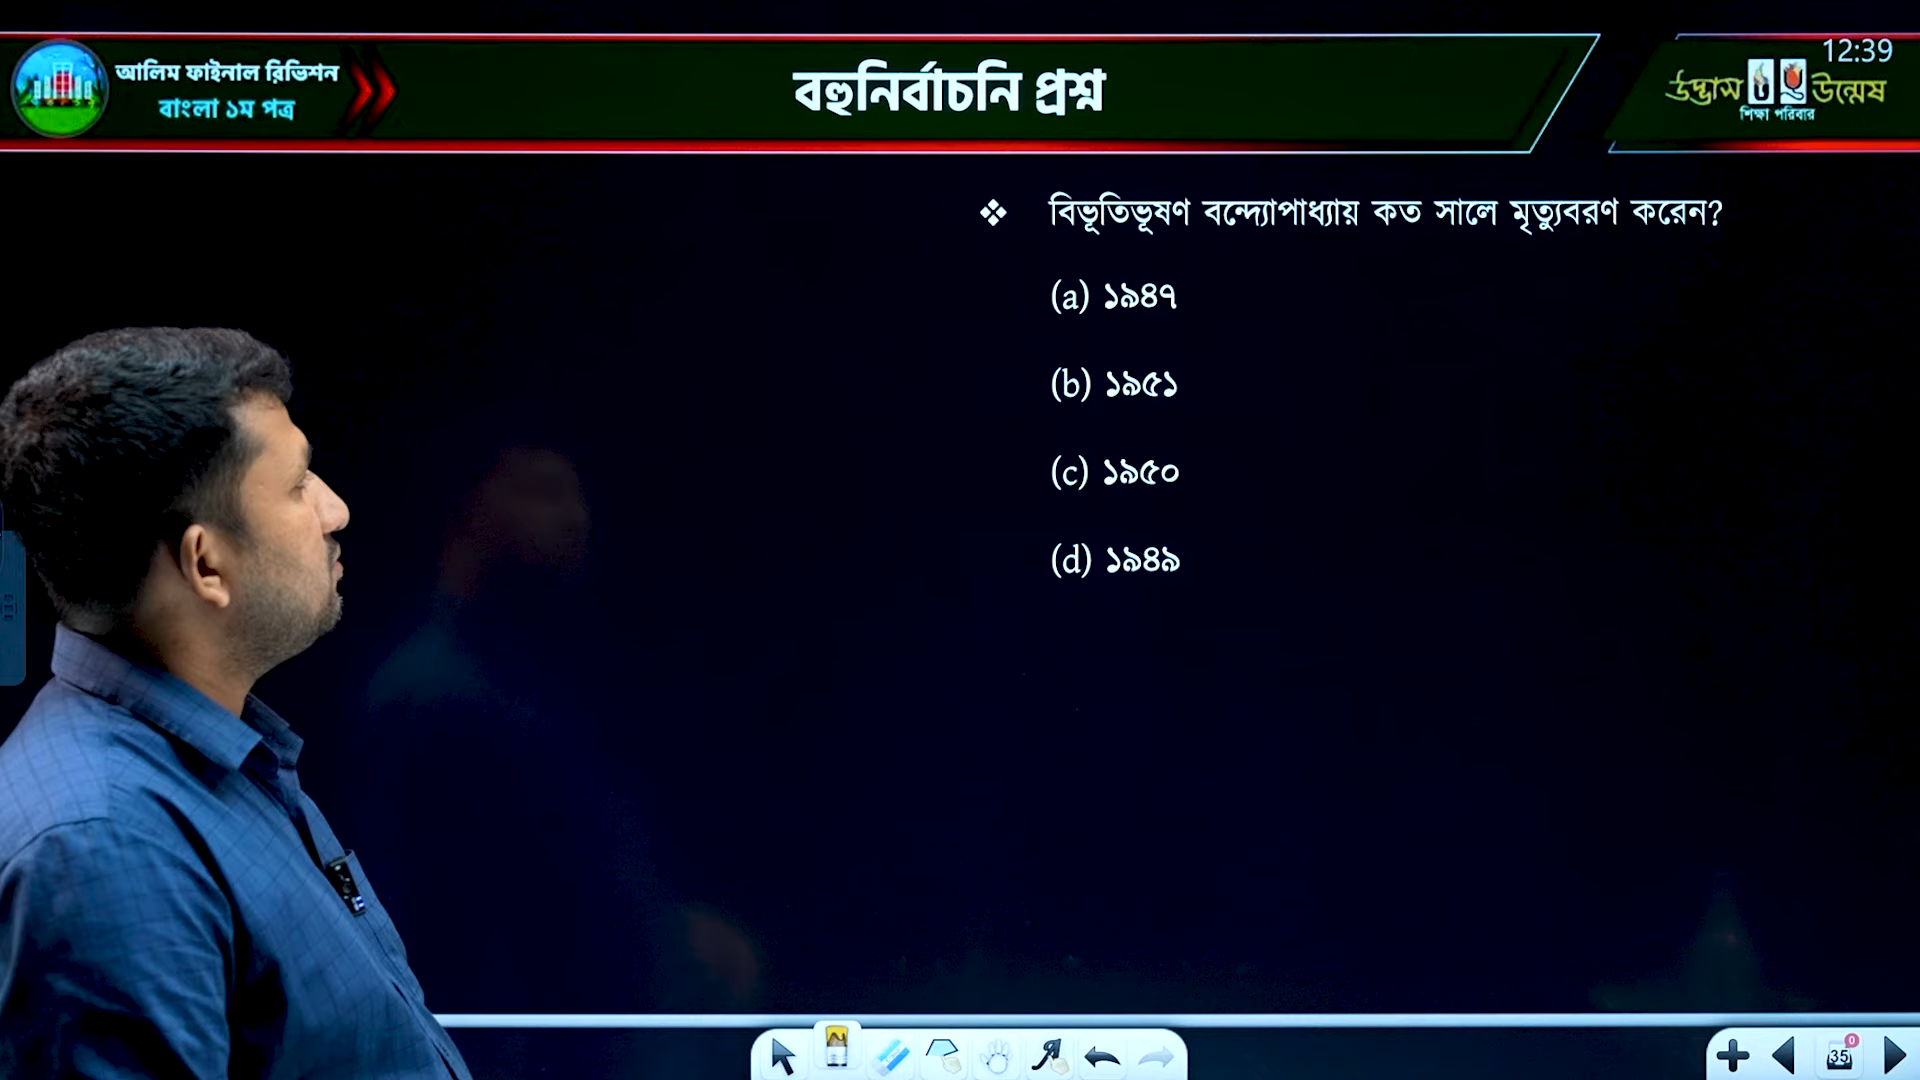 আলিম ফাইনাল রিভিশন
বাংলা ১ম পত্র
বহুনির্বাচনি প্রশ্ন
12:39
উদ্ভাস উন্মেষ
শিক্ষা পরিবার
❖ বিভূতিভূষণ বন্দ্যোপাধ্যায় কত সালে মৃত্যুবরণ করেন?
(a) ১৯৪৭
(b) ১৯৫১
(c) ১৯৫০
(d) ১৯৪৯
0
35